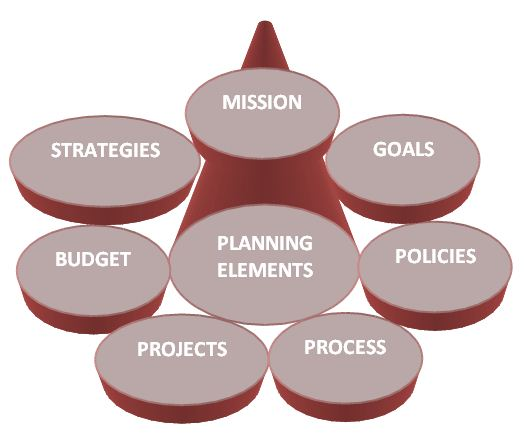 MISSION
STRATEGIES
GOALS
BUDGET
PLANNING
ELEMENTS
POLICIES
PROJECTS
PROCESS